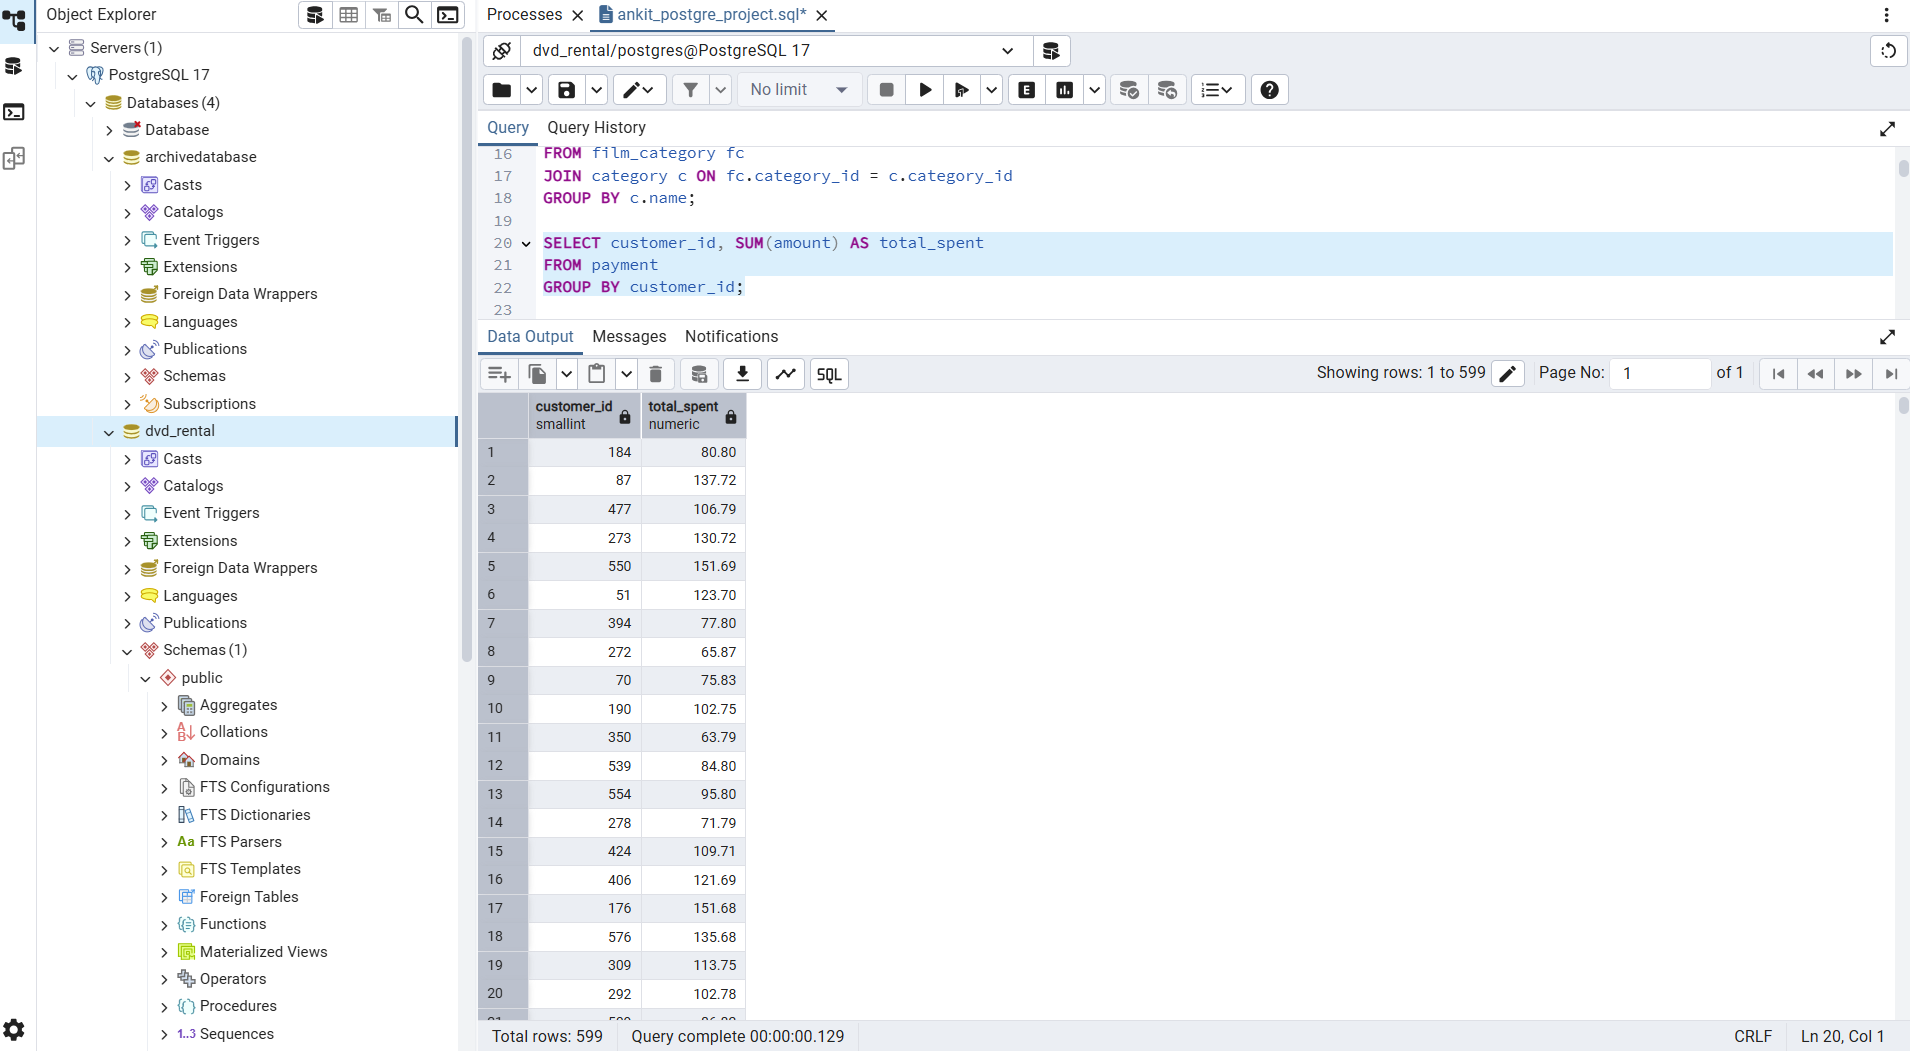 Object Explorer
Servers (1)
PostgreSQL 17
Databases (4)
Database
archivedatabase
Casts
Catalogs
Event Triggers
Extensions
Foreign Data Wrappers
Languages
Publications
Schemas
Subscriptions
dvd_rental
Casts
Catalogs
Event Triggers
Extensions
Foreign Data Wrappers
Languages
Publications
Schemas (1)
public
Aggregates
Collations
Domains
FTS Configurations
FTS Dictionaries
Aa FTS Parsers
FTS Templates
Foreign Tables
Functions
Materialized Views
Operators
Procedures
1..3 Sequences
Processes
ankit_postgre_project.sql*
dvd_rental/postgres@PostgreSQL 17
No limit
E
Query Query History
16 FROM film_category fc
17 JOIN category c ON fc.category_id = c.category_id
18 GROUP BY c.name;
19
20 SELECT customer_id, SUM(amount) AS total_spent
21 FROM payment
22 GROUP BY customer_id;
23
Data Output Messages Notifications
SQL
Showing rows: 1 to 599
Page No: 1 of 1
customer_id total_spent
smallint numeric
1 184 80.80
2 87 137.72
3 477 106.79
4 273 130.72
5 550 151.69
6 51 123.70
7 394 77.80
8 272 65.87
9 70 75.83
10 190 102.75
11 350 63.79
12 539 84.80
13 554 95.80
14 278 71.79
15 424 109.71
16 406 121.69
17 176 151.68
18 576 135.68
19 309 113.75
20 292 102.78
Total rows: 599
Query complete 00:00:00.129
CRLF
Ln 20, Col 1